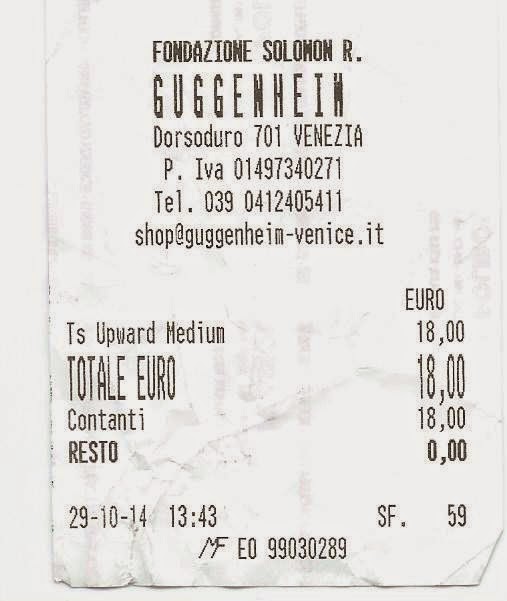 FONDAZIONE SOLOMON R.
GUGGENHEIM
Dorsoduro 701 VENEZIA
P. Iva 01497340271
Tel. 039 0412405411
shop@guggenheim-venice.it
EURO
Ts Upward Medium 18,00
TOTALE EURO 18,00
Contanti 18,00
RESTO 0,00
29-10-14 13:43 SF. 59
MF EO 99030289